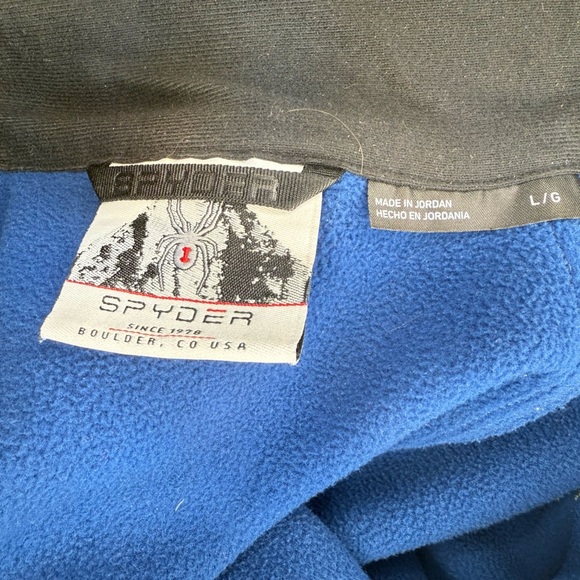 SPYDER
SPYDER
SINCE 1978
BOULDER, CO USA
MADE IN JORDAN
HECHO EN JORDANIA
L/G